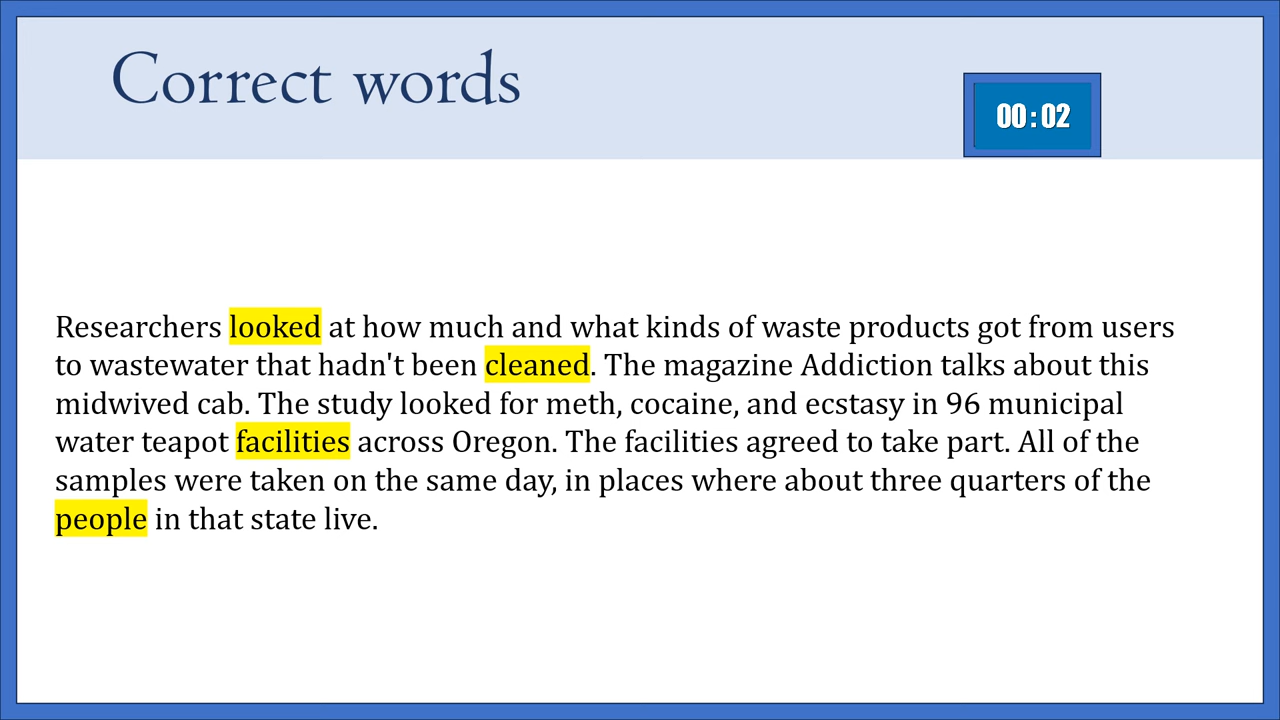 Correct words
00:02
Researchers looked at how much and what kinds of waste products got from users
to wastewater that hadn't been cleaned. The magazine Addiction talks about this
midwived cab. The study looked for meth, cocaine, and ecstasy in 96 municipal
water teapot facilities across Oregon. The facilities agreed to take part. All of the
samples were taken on the same day, in places where about three quarters of the
people in that state live.